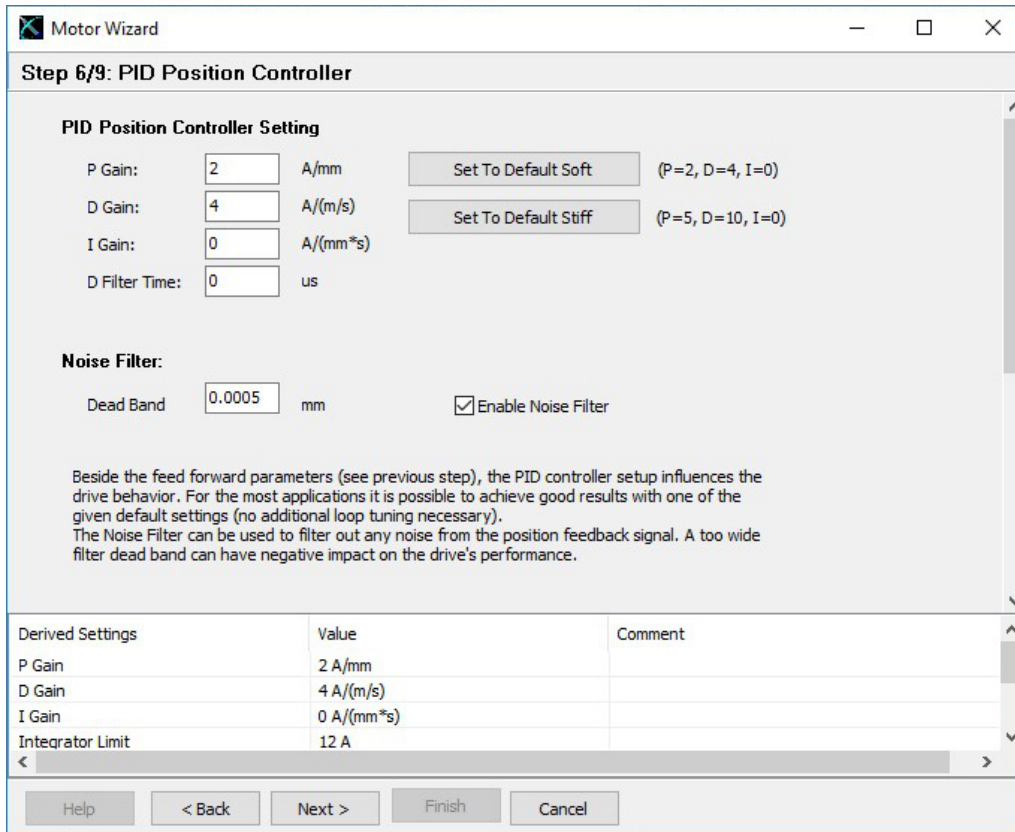 Motor Wizard
Step 6/9: PID Position Controller
PID Position Controller Setting
P Gain: 2 A/mm Set To Default Soft (P=2, D=4, I=0)
D Gain: 4 A/(m/s) Set To Default Stiff (P=5, D=10, I=0)
I Gain: 0 A/(mm*s)
D Filter Time: 0 us
Noise Filter:
Dead Band 0.0005 mm Enable Noise Filter
Beside the feed forward parameters (see previous step), the PID controller setup influences the
drive behavior. For the most applications it is possible to achieve good results with one of the
given default settings (no additional loop tuning necessary).
The Noise Filter can be used to filter out any noise from the position feedback signal. A too wide
filter dead band can have negative impact on the drive's performance.
Derived Settings Value Comment
P Gain 2 A/mm
D Gain 4 A/(m/s)
I Gain 0 A/(mm*s)
Integrator Limit 12 A
Help < Back Next > Finish Cancel